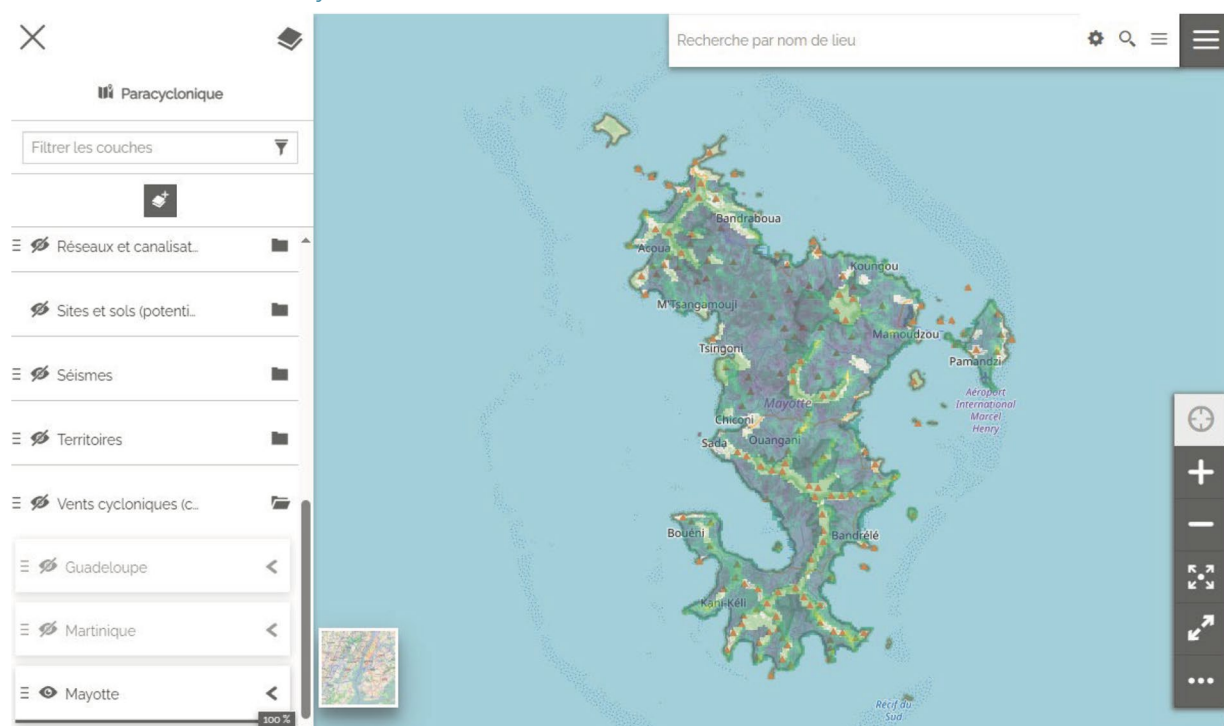 Recherche par nom de lieu
Paracyclonique
Filtrer les couches
Réseaux et canalisat...
Sites et sols (potenti...
Séismes
Territoires
Vents cycloniques (c...
Guadeloupe
Martinique
Mayotte
100 %
Bandraboua
Acoua
Koungou
M'Tsangamouji
Mamoudzou
Tsingoni
Pamandzi
Aéroport
International
Marcel
Henry
Mayotte
Chiconi
Sada
Ouangani
Bouéni
Bandrélé
Kani-Kéli
Récif du
Sud